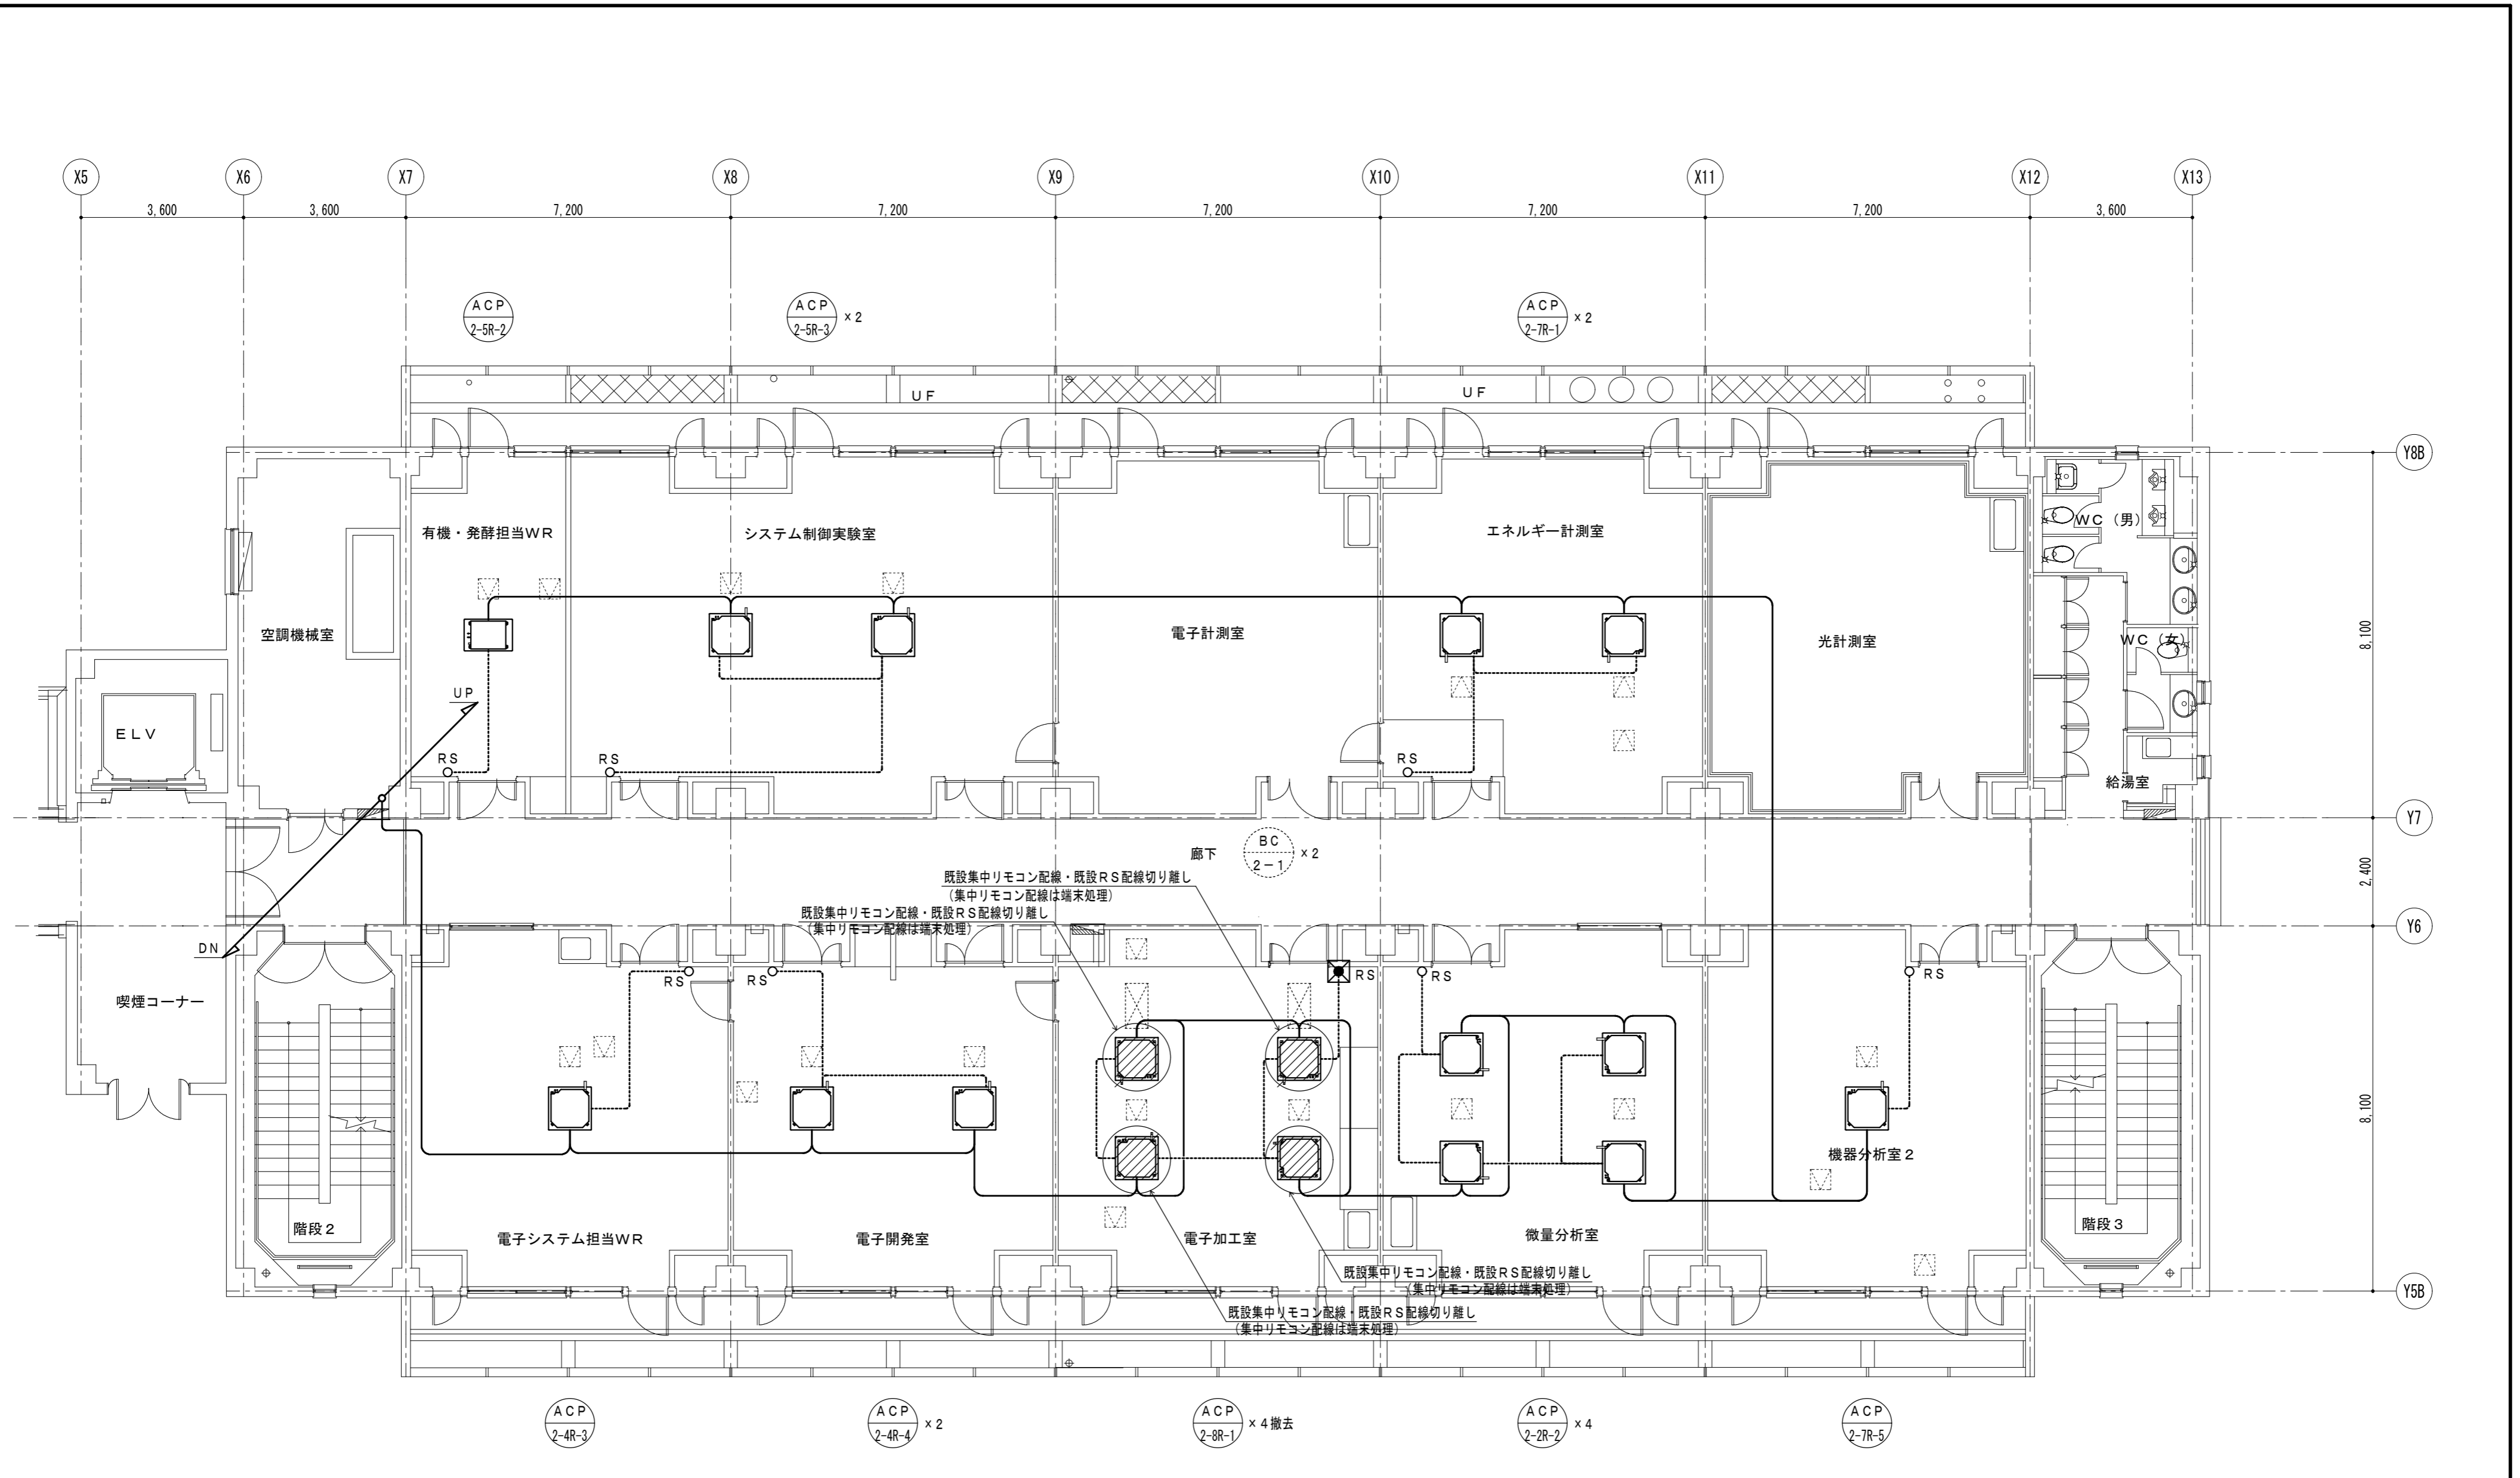 X5
X6
X7
X8
X9
X10
X11
X12
X13
3,600
3,600
7,200
7,200
7,200
7,200
7,200
3,600
ACP
2-5R-2
ACP
2-5R-3
×2
ACP
2-7R-1
×2
UF
UF
Y8B
有機・発酵担当WR
システム制御実験室
エネルギー計測室
WC（男）
空調機械室
電子計測室
光計測室
WC（女）
8,100
UP
ELV
RS
RS
RS
給湯室
Y7
廊下
BC
2-1
×2
2,400
既設集中リモコン配線・既設RS配線切り離し
（集中リモコン配線は端末処理）
既設集中リモコン配線・既設RS配線切り離し
（集中リモコン配線は端末処理）
Y6
DN
RS
RS
RS
RS
RS
喫煙コーナー
8,100
機器分析室2
階段2
電子システム担当WR
電子開発室
電子加工室
微量分析室
階段3
既設集中リモコン配線・既設RS配線切り離し
（集中リモコン配線は端末処理）
Y5B
既設集中リモコン配線・既設RS配線切り離し
（集中リモコン配線は端末処理）
ACP
2-4R-3
ACP
2-4R-4
×2
ACP
2-8R-1
×4撤去
ACP
2-2R-2
×4
ACP
2-7R-5